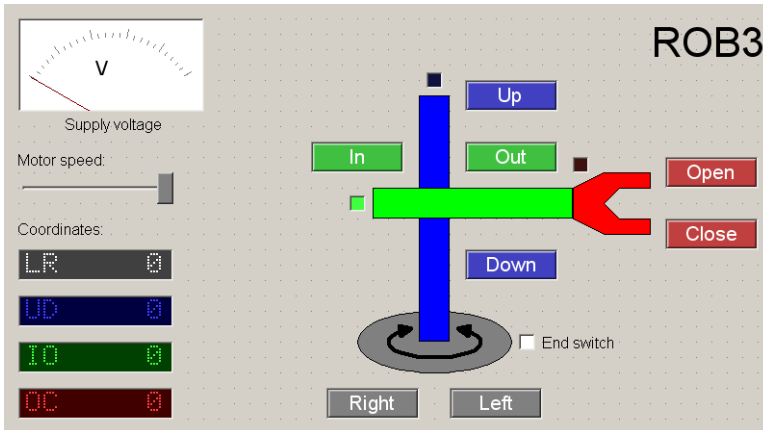 ROB3
V
Supply voltage
Motor speed:
Coordinates:
LR 0
UD 0
IO 0
OC 0
Up
In
Out
Open
Close
Down
End switch
Right
Left